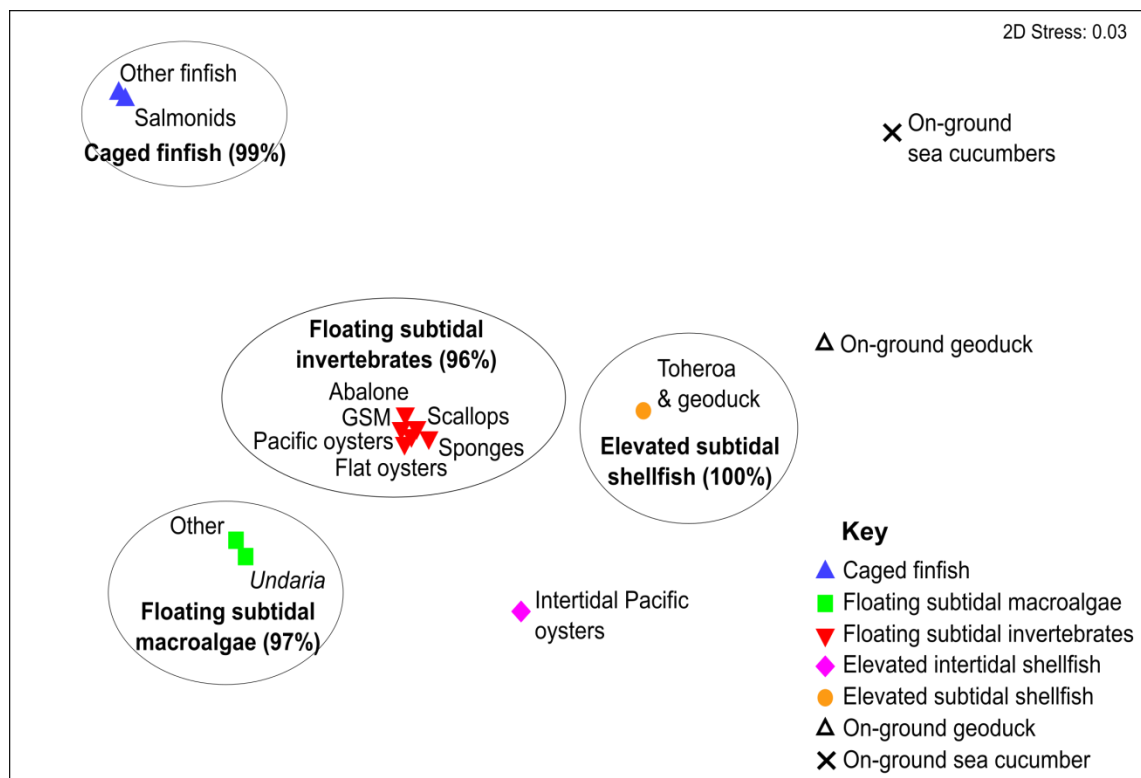 2D Stress: 0.03
Other finfish
Salmonids
Caged finfish (99%)
On-ground
sea cucumbers
Floating subtidal
invertebrates (96%)
Abalone
GSM
Scallops
Pacific oysters
Sponges
Flat oysters
Toheroa
& geoduck
Elevated subtidal
shellfish (100%)
On-ground geoduck
Other
Undaria
Floating subtidal
macroalgae (97%)
Intertidal Pacific
oysters
Key
Caged finfish
Floating subtidal macroalgae
Floating subtidal invertebrates
Elevated intertidal shellfish
Elevated subtidal shellfish
On-ground geoduck
On-ground sea cucumber